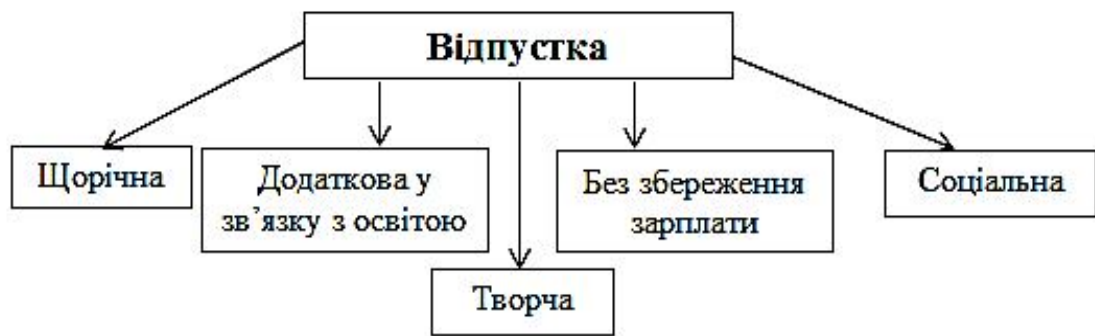 Відпустка
Щорічна
Додаткова у
зв’язку з освітою
Творча
Без збереження
зарплати
Соціальна